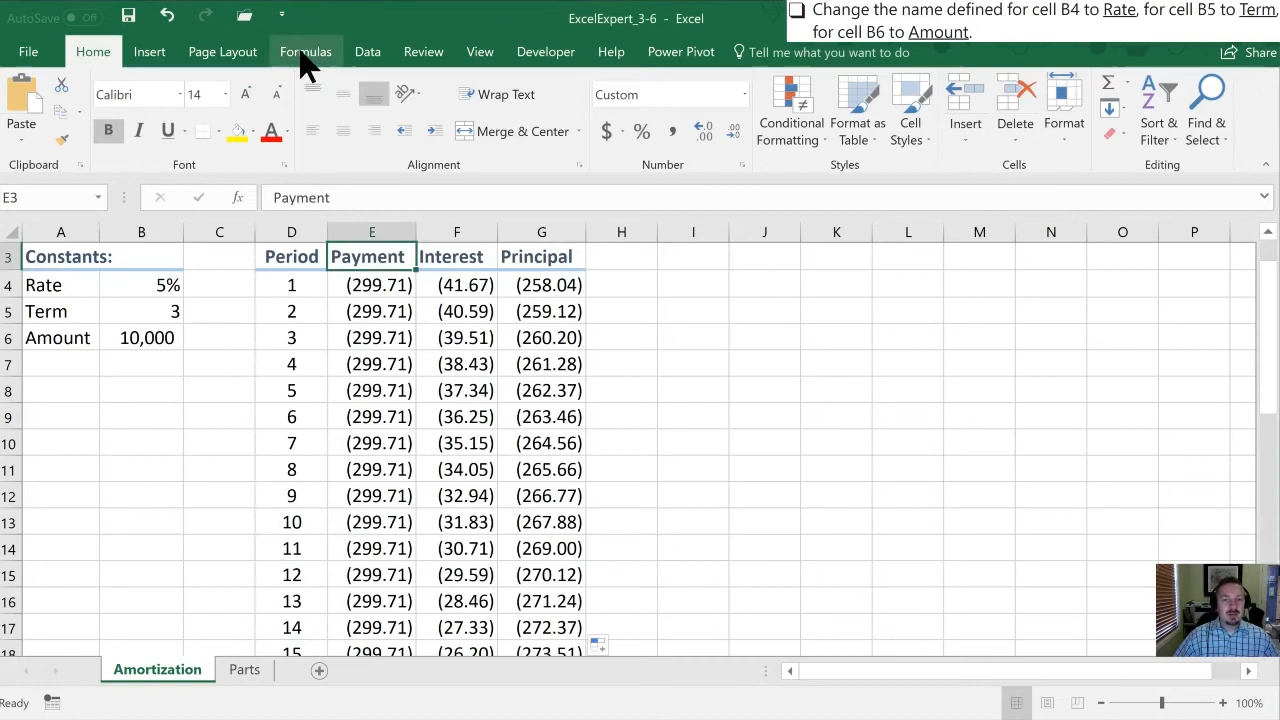 AutoSave Off
ExcelExpert_3-6 - Excel
Change the name defined for cell B4 to Rate, for cell B5 to Term,
for cell B6 to Amount.
File Home Insert Page Layout Formulas Data Review View Developer Help Power Pivot Tell me what you want to do Share
Calibri 14 Wrap Text Custom
Paste Merge & Center Conditional Formatting Format as Table Cell Styles Insert Delete Format Sort & Filter Find & Select
Clipboard Font Alignment Number Styles Cells Editing
E3 fx Payment
A B C D E F G H I J K L M N O P
3 Constants: Period Payment Interest Principal
4 Rate 5% 1 (299.71) (41.67) (258.04)
5 Term 3 2 (299.71) (40.59) (259.12)
6 Amount 10,000 3 (299.71) (39.51) (260.20)
7 4 (299.71) (38.43) (261.28)
8 5 (299.71) (37.34) (262.37)
9 6 (299.71) (36.25) (263.46)
10 7 (299.71) (35.15) (264.56)
11 8 (299.71) (34.05) (265.66)
12 9 (299.71) (32.94) (266.77)
13 10 (299.71) (31.83) (267.88)
14 11 (299.71) (30.71) (269.00)
15 12 (299.71) (29.59) (270.12)
16 13 (299.71) (28.46) (271.24)
17 14 (299.71) (27.33) (272.37)
18 15 (299.71) (26.20) (273.51)
Amortization Parts
Ready 100%